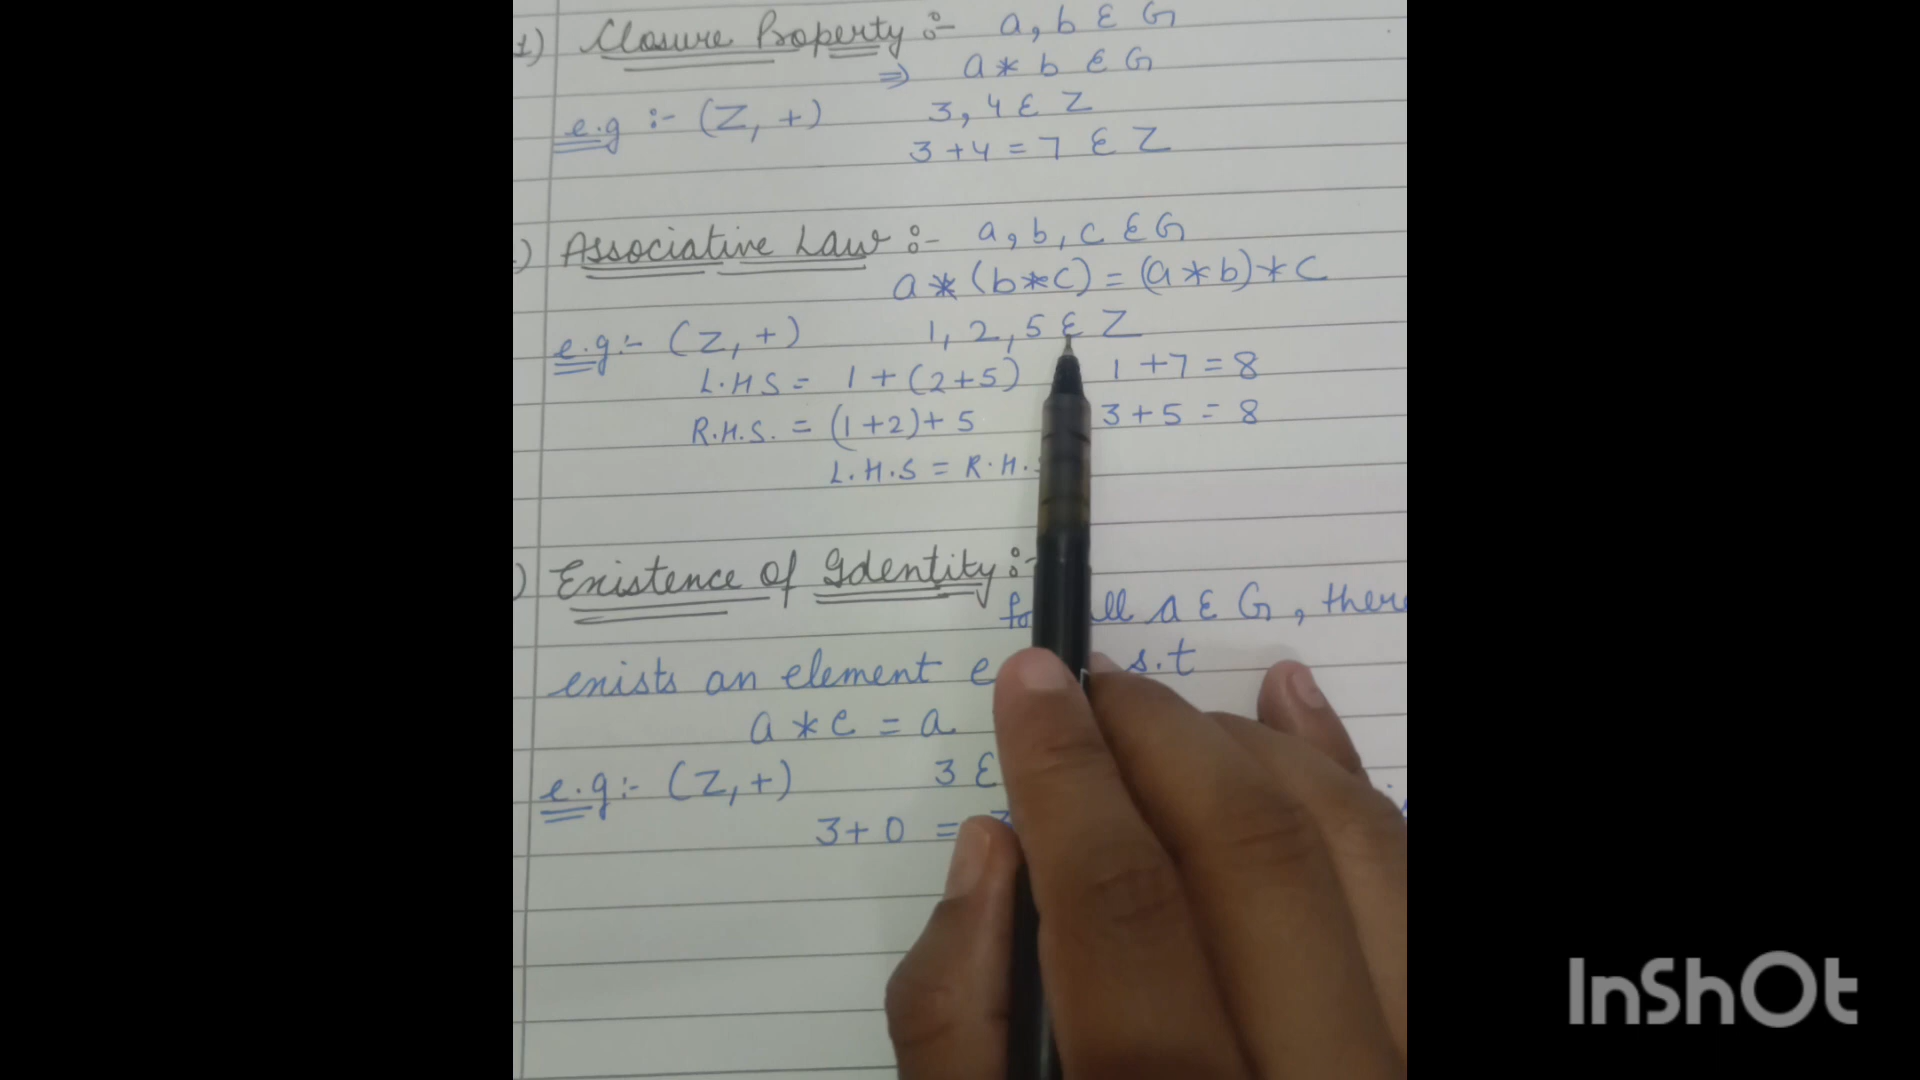 1) Closure Property :- a, b ε G
⇒ a * b ε G
e.g :- (Z, +) 3, 4 ε Z
3 + 4 = 7 ε Z
) Associative Law :- a, b, c ε G
a * (b * c) = (a * b) * c
e.g :- (Z, +) 1, 2, 5 ε Z
L.H.S = 1 + (2+5) 1 + 7 = 8
R.H.S. = (1+2) + 5 3 + 5 = 8
L.H.S = R.H.
) Existence of Identity :-
a ε G, there
exists an element e s.t
a * e = a
e.g :- (Z, +) 3 ε
3 + 0 =
InShOt